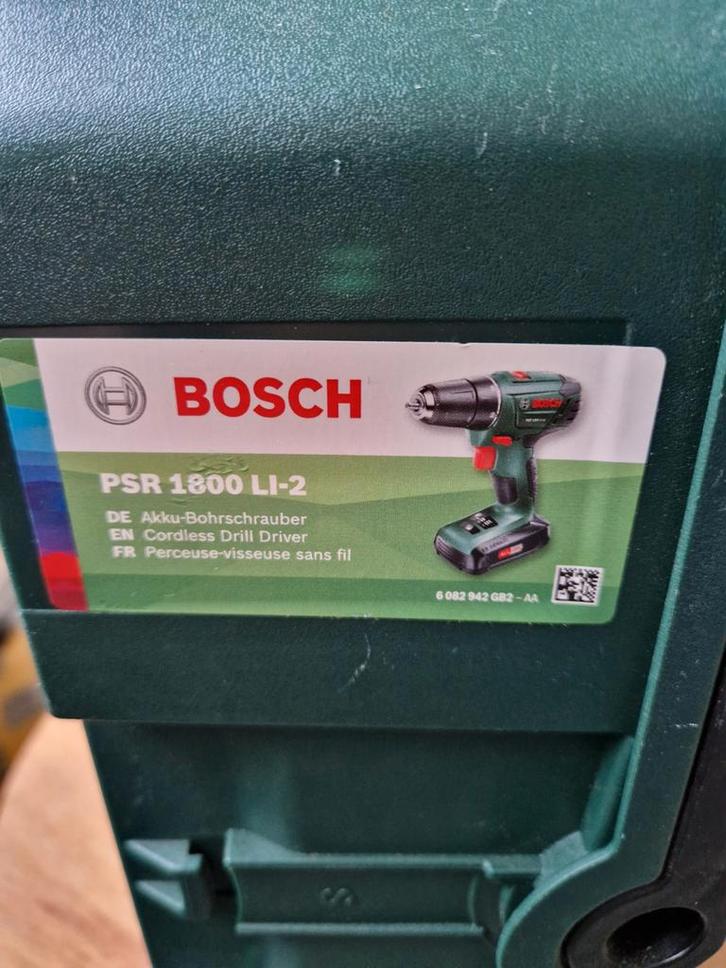 BOSCH
BOSCH
PSR 1800 LI-2
DE Akku-Bohrschrauber
EN Cordless Drill Driver
FR Perceuse-visseuse sans fil
6 082 942 GB2 - AA
S